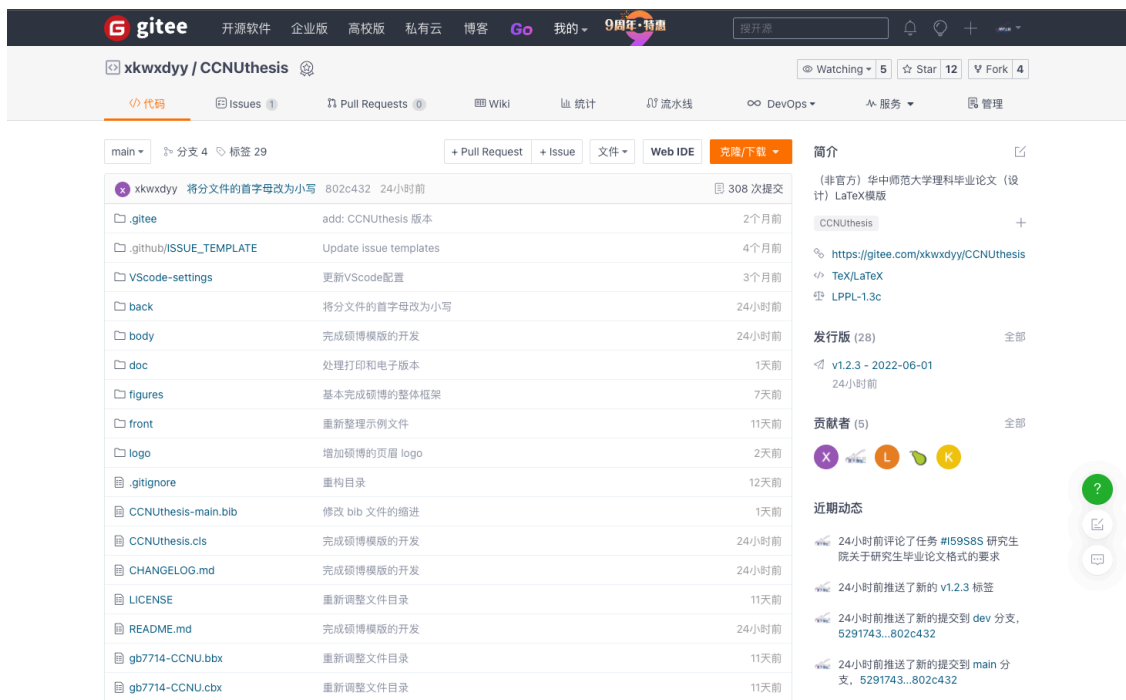 gitee 开源软件 企业版 高校版 私有云 博客 Go 我的 9周年·特惠 搜开源
xkwxdyy / CCNUthesis Watching 5 Star 12 Fork 4
代码 Issues 1 Pull Requests 0 Wiki 统计 流水线 DevOps 服务 管理
main 分支 4 标签 29 + Pull Request + Issue 文件 Web IDE 克隆/下载
x xkwxdyy 将分文件的首字母改为小写 802c432 24小时前 308 次提交
.gitee add: CCNUthesis 版本 2个月前
.github/ISSUE_TEMPLATE Update issue templates 4个月前
VScode-settings 更新VScode配置 3个月前
back 将分文件的首字母改为小写 24小时前
body 完成硕博模版的开发 24小时前
doc 处理打印和电子版本 1天前
figures 基本完成硕博的整体框架 7天前
front 重新整理示例文件 11天前
logo 增加硕博的页眉 logo 2天前
.gitignore 重构目录 12天前
CCNUthesis-main.bib 修改 bib 文件的缩进 1天前
CCNUthesis.cls 完成硕博模版的开发 24小时前
CHANGELOG.md 完成硕博模版的开发 24小时前
LICENSE 重新调整文件目录 11天前
README.md 完成硕博模版的开发 24小时前
gb7714-CCNU.bbx 重新调整文件目录 11天前
gb7714-CCNU.cbx 重新调整文件目录 11天前
简介
（非官方）华中师范大学理科毕业论文（设
计）LaTeX模版
CCNUthesis
https://gitee.com/xkwxdyy/CCNUthesis
TeX/LaTeX
LPPL-1.3c
发行版 (28) 全部
v1.2.3 - 2022-06-01
24小时前
贡献者 (5) 全部
X L K
近期动态
24小时前评论了任务 #I59S8S 研究生
院关于研究生毕业论文格式的要求
24小时前推送了新的 v1.2.3 标签
24小时前推送了新的提交到 dev 分支,
5291743...802c432
24小时前推送了新的提交到 main 分
支, 5291743...802c432
?